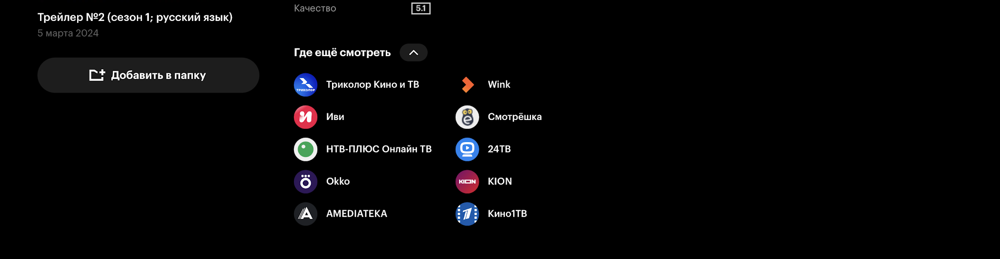 Трейлер №2 (сезон 1; русский язык)
5 марта 2024
Добавить в папку
Качество 5.1
Где ещё смотреть
ТРИКОЛОР Триколор Кино и ТВ
Wink
Иви
Смотрёшка
НТВ-ПЛЮС Онлайн ТВ
24ТВ
Okko
KION KION
AMEDIATEKA
Кино1ТВ